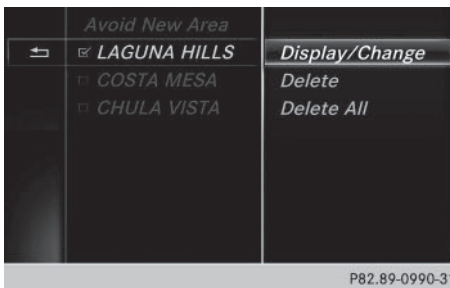 Avoid New Area
LAGUNA HILLS
COSTA MESA
CHULA VISTA
Display/Change
Delete
Delete All
P82.89-0990-31